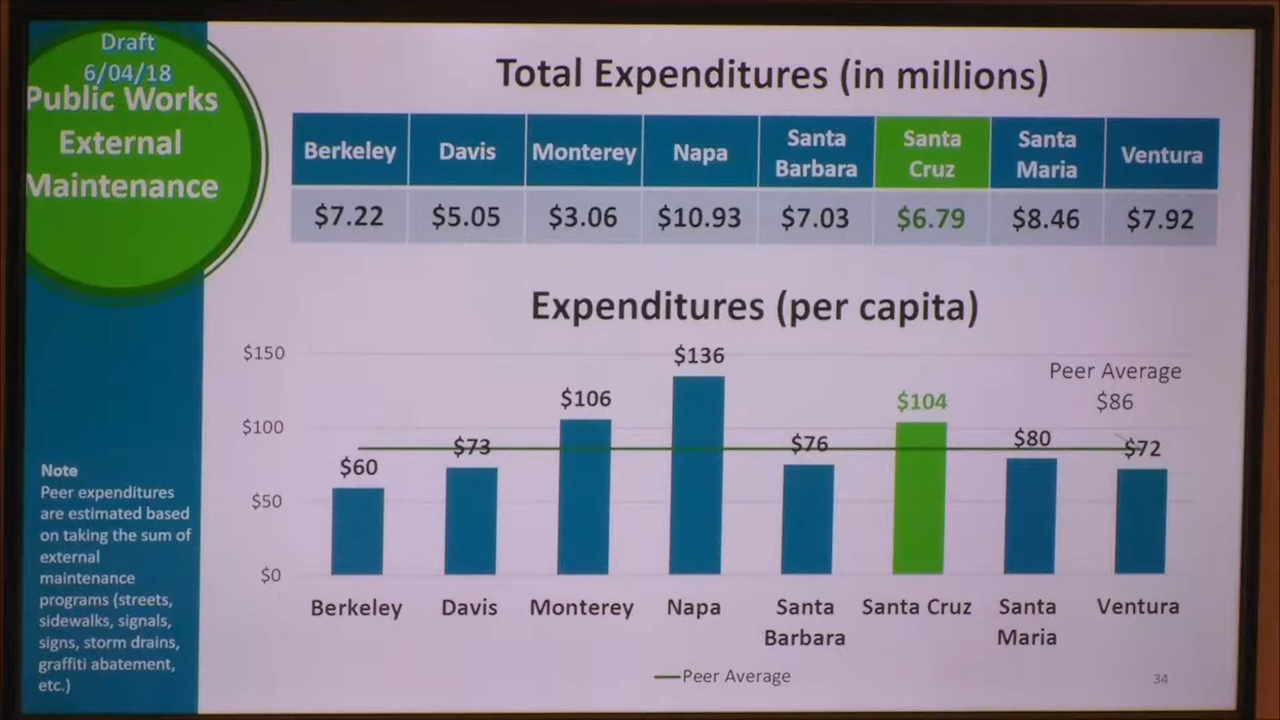 Draft
6/04/18
Public Works
External
Maintenance
Total Expenditures (in millions)
Berkeley Davis Monterey Napa Santa Barbara Santa Cruz Santa Maria Ventura
$7.22 $5.05 $3.06 $10.93 $7.03 $6.79 $8.46 $7.92
Expenditures (per capita)
$150
$100
$50
$0
$60 $73 $106 $136 $76 $104 $80 $72
Peer Average
$86
Berkeley Davis Monterey Napa Santa Barbara Santa Cruz Santa Maria Ventura
Peer Average
Note
Peer expenditures
are estimated based
on taking the sum of
external
maintenance
programs (streets,
sidewalks, signals,
signs, storm drains,
graffiti abatement,
etc.)
34